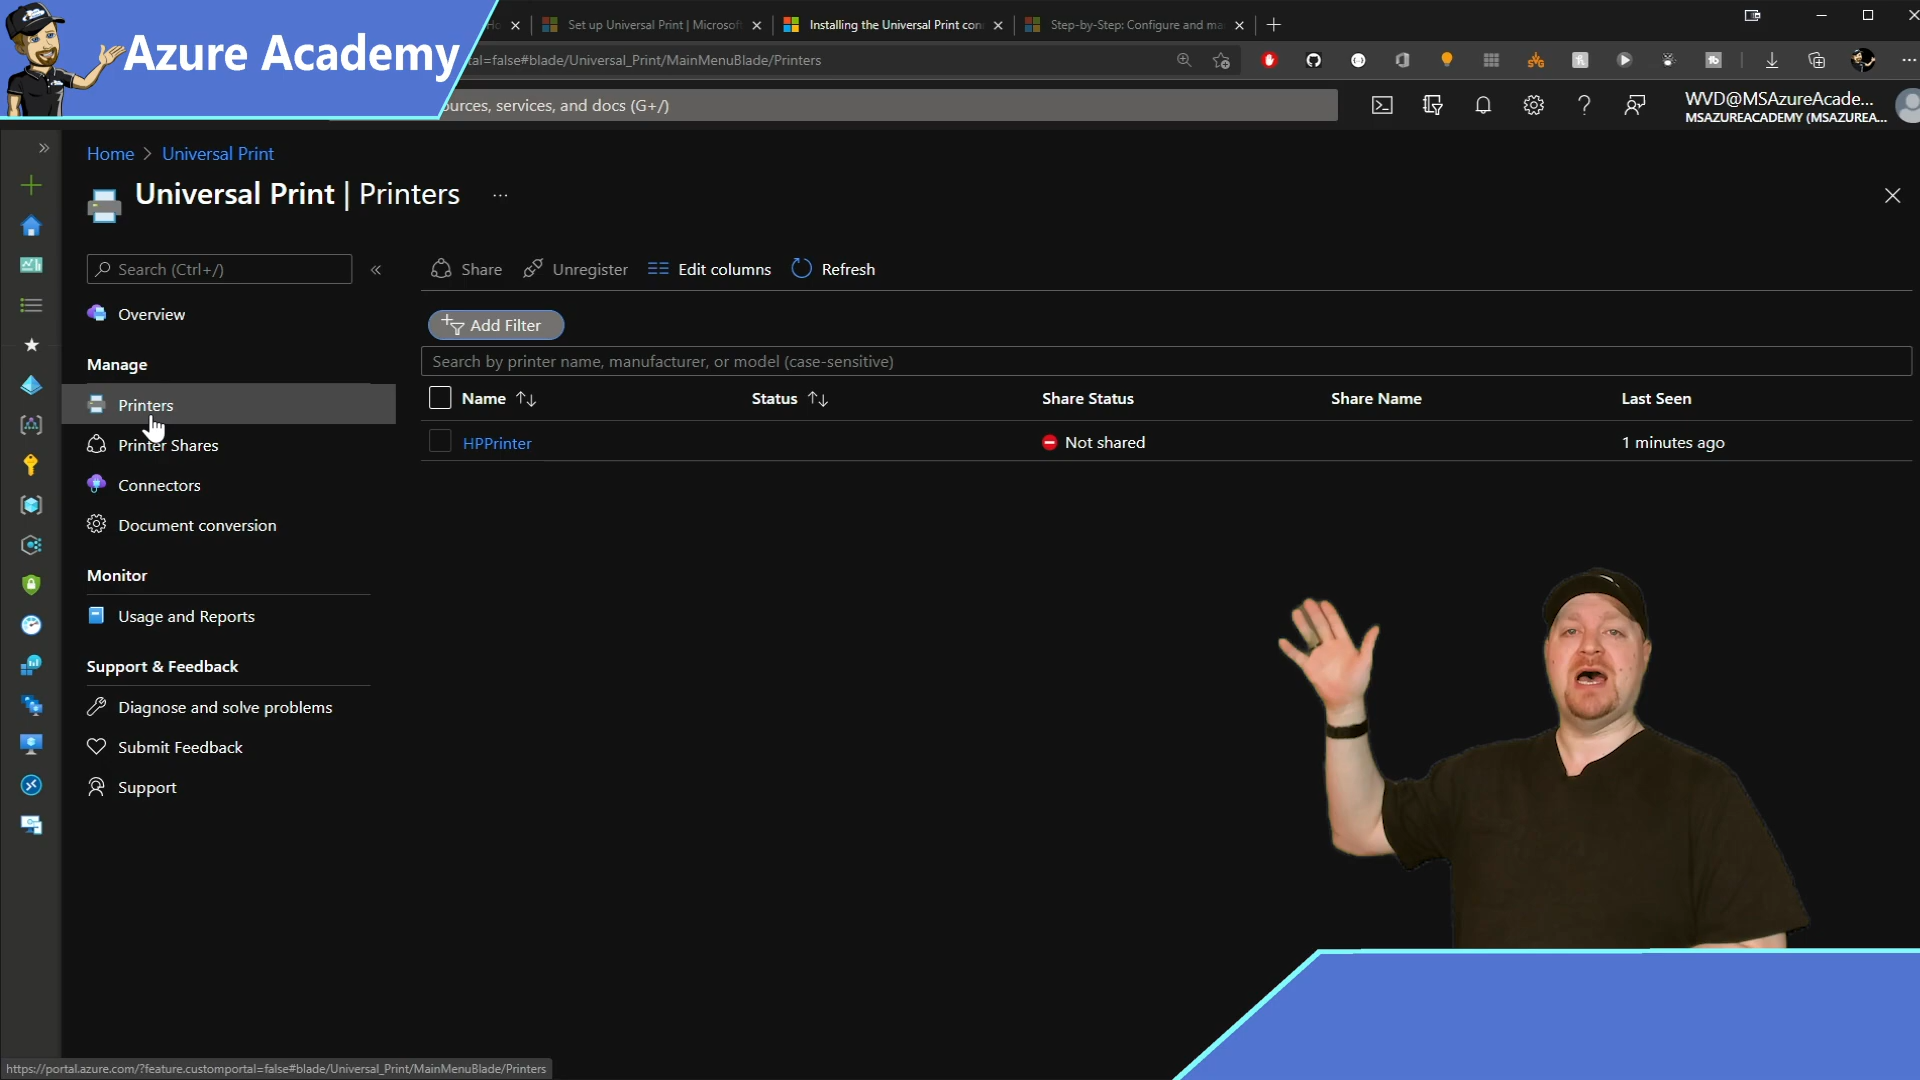 Azure Academy
Set up Universal Print | Microsof
Installing the Universal Print con
Step-by-Step: Configure and ma
al=false#blade/Universal_Print/MainMenuBlade/Printers
ources, services, and docs (G+/)
WVD@MSAzureAcade...
MSAZUREACADEMY (MSAZUREA...
Home > Universal Print
Universal Print | Printers ...
Search (Ctrl+/)
Share
Unregister
Edit columns
Refresh
Overview
Add Filter
Manage
Search by printer name, manufacturer, or model (case-sensitive)
Printers
Name
Status
Share Status
Share Name
Last Seen
Printer Shares
HPPrinter
Not shared
1 minutes ago
Connectors
Document conversion
Monitor
Usage and Reports
Support & Feedback
Diagnose and solve problems
Submit Feedback
Support
https://portal.azure.com/?feature.customportal=false#blade/Universal_Print/MainMenuBlade/Printers